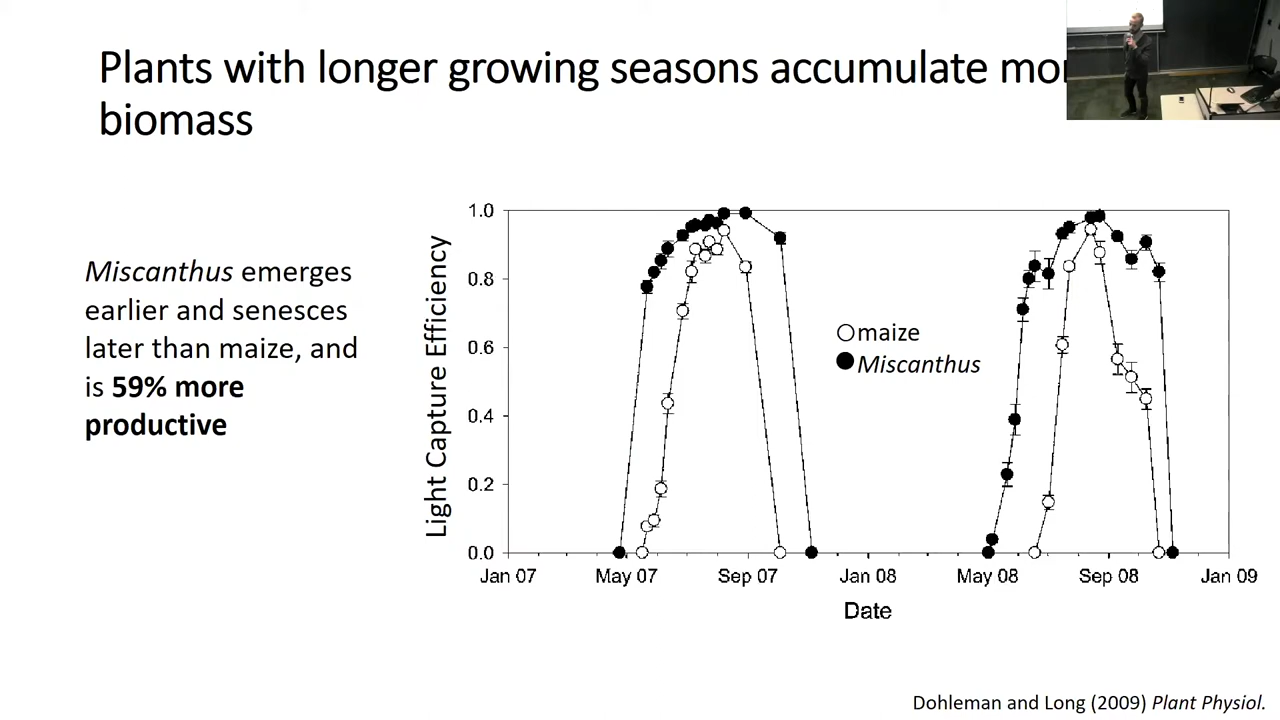 Plants with longer growing seasons accumulate
biomass
Miscanthus emerges
earlier and senesces
later than maize, and
is 59% more
productive
Light Capture Efficiency
1.0
0.8
0.6
0.4
0.2
0.0
maize
Miscanthus
Jan 07 May 07 Sep 07 Jan 08 May 08 Sep 08 Jan 09
Date
Dohleman and Long (2009) Plant Physiol.